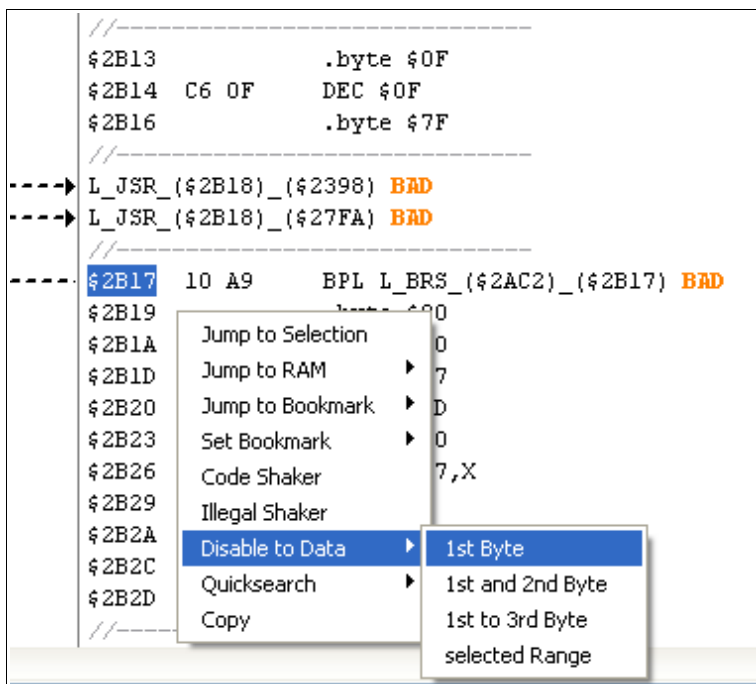 //-----------------------------
$2B13 .byte $0F
$2B14 C6 0F DEC $0F
$2B16 .byte $7F
//-----------------------------
L_JSR_($2B18)_($2398) BAD
L_JSR_($2B18)_($27FA) BAD
//-----------------------------
$2B17 10 A9 BPL L_BRS_($2AC2)_($2B17) BAD
$2B19
$2B1A
$2B1D
$2B20
$2B23
$2B26 7,X
$2B29
$2B2A
$2B2C
$2B2D
//----
Jump to Selection
Jump to RAM
Jump to Bookmark
Set Bookmark
Code Shaker
Illegal Shaker
Disable to Data
Quicksearch
Copy
1st Byte
1st and 2nd Byte
1st to 3rd Byte
selected Range